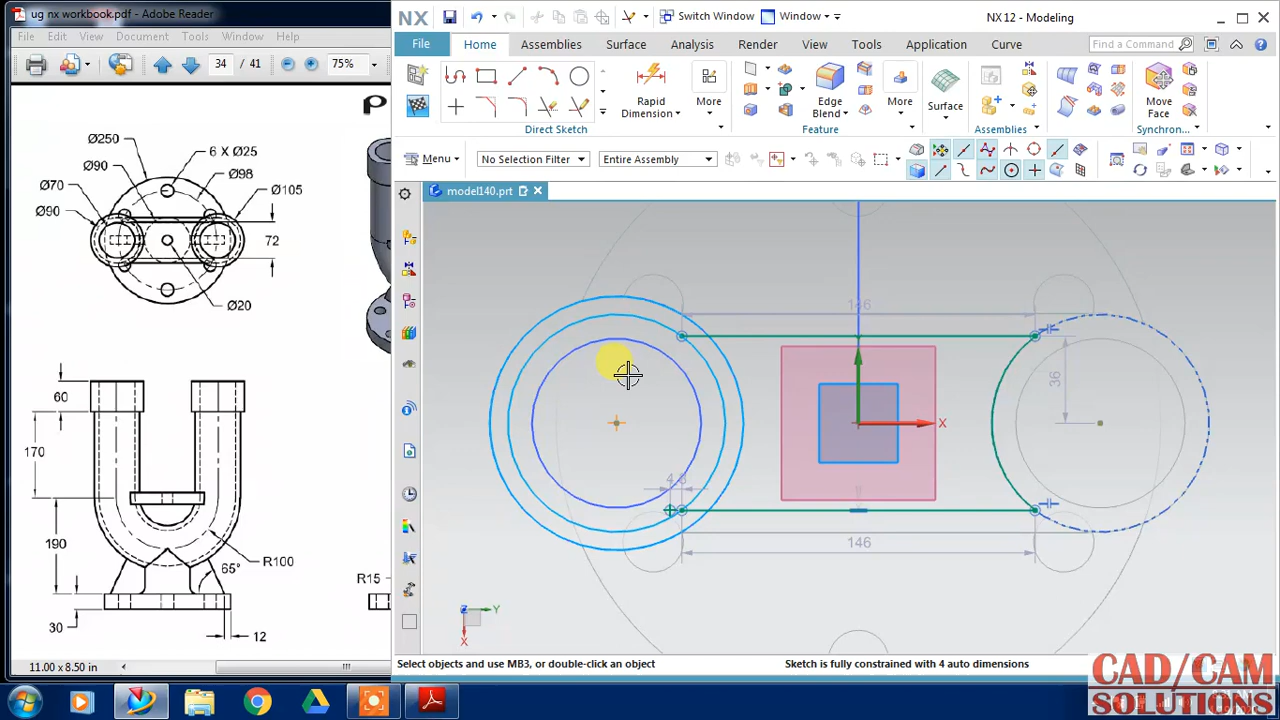 ug nx workbook.pdf - Adobe Reader
File Edit View Document Tools Window Help
34 / 41 75%
P
Ø250
6 X Ø25
Ø90
Ø98
Ø70
Ø105
Ø90
72
Ø20
60
170
190
R100
65°
R15
30
12
11.00 x 8.50 in
NX
Switch Window
Window
NX 12 - Modeling
File Home Assemblies Surface Analysis Render View Tools Application Curve
Find a Command
Rapid Dimension
More
Edge Blend
More
Surface
Move Face
Direct Sketch
Feature
Assemblies
Synchron...
Menu
No Selection Filter
Entire Assembly
model140.prt
146
36
X
4.8
146
Z
Y
X
Select objects and use MB3, or double-click an object
Sketch is fully constrained with 4 auto dimensions
CAD/CAM
SOLUTIONS